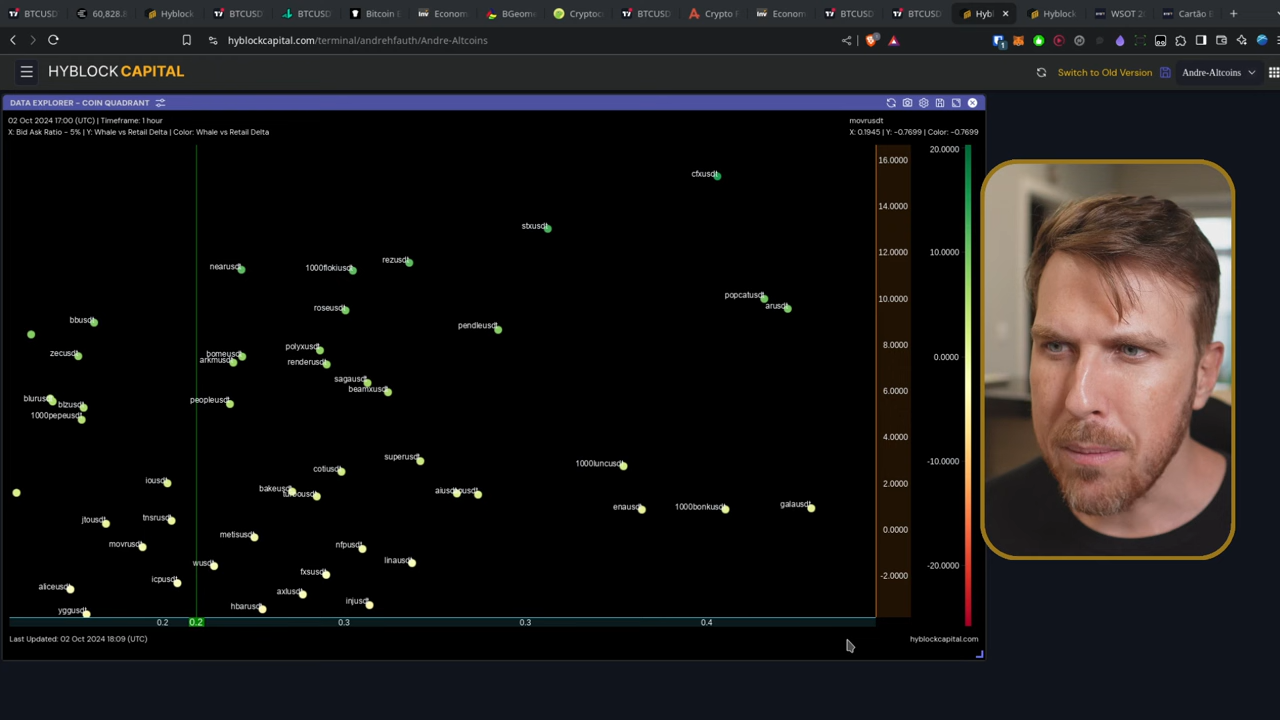 BTCUSD 60,828.8 Hyblock BTCUSD BTCUSD Bitcoin E Econom BGeome Cryptoc BTCUSD Crypto F Econom BTCUSD BTCUSD Hybl Hyblock WSOT 2 Cartão B
hyblockcapital.com/terminal/andrehfauth/Andre-Altcoins
HYBLOCK CAPITAL
Switch to Old Version Andre-Altcoins
DATA EXPLORER - COIN QUADRANT
02 Oct 2024 17:00 (UTC) | Timeframe: 1 hour movrusdt
X: Bid Ask Ratio - 5% | Y: Whale vs Retail Delta | Color: Whale vs Retail Delta X: 0.1945 | Y: -0.7699 | Color: -0.7699
20.0000
16.0000
cfxusdt
14.0000
stxusdt
12.0000 10.0000
rezusdt
nearusdt 1000flokiusdt
popcatusdt 10.0000
arusdt
roseusdt
bbusdt
pendleusdt
8.0000
polyxusdt
zecusdt bomeusdt 0.0000
arkmusdt renderusdt
sagausdt
beamxusdt 6.0000
blurusdt peopleusdt
blzusdt
1000pepeusdt
4.0000
superusdt
1000luncusdt -10.0000
cotiusdt
iousdt 2.0000
bakeusdt aiusdt
enausdt 1000bonkusdt galausdt
jtousdt tnsrusdt
0.0000
metisusdt
movrusdt nfpusdt
wusdt linausdt -20.0000
fxsusdt -2.0000
icpusdt
aliceusdt axlusdt
hbarusdt injusdt
yggusdt
0.2 0.2 0.3 0.3 0.4
Last Updated: 02 Oct 2024 18:09 (UTC) hyblockcapital.com